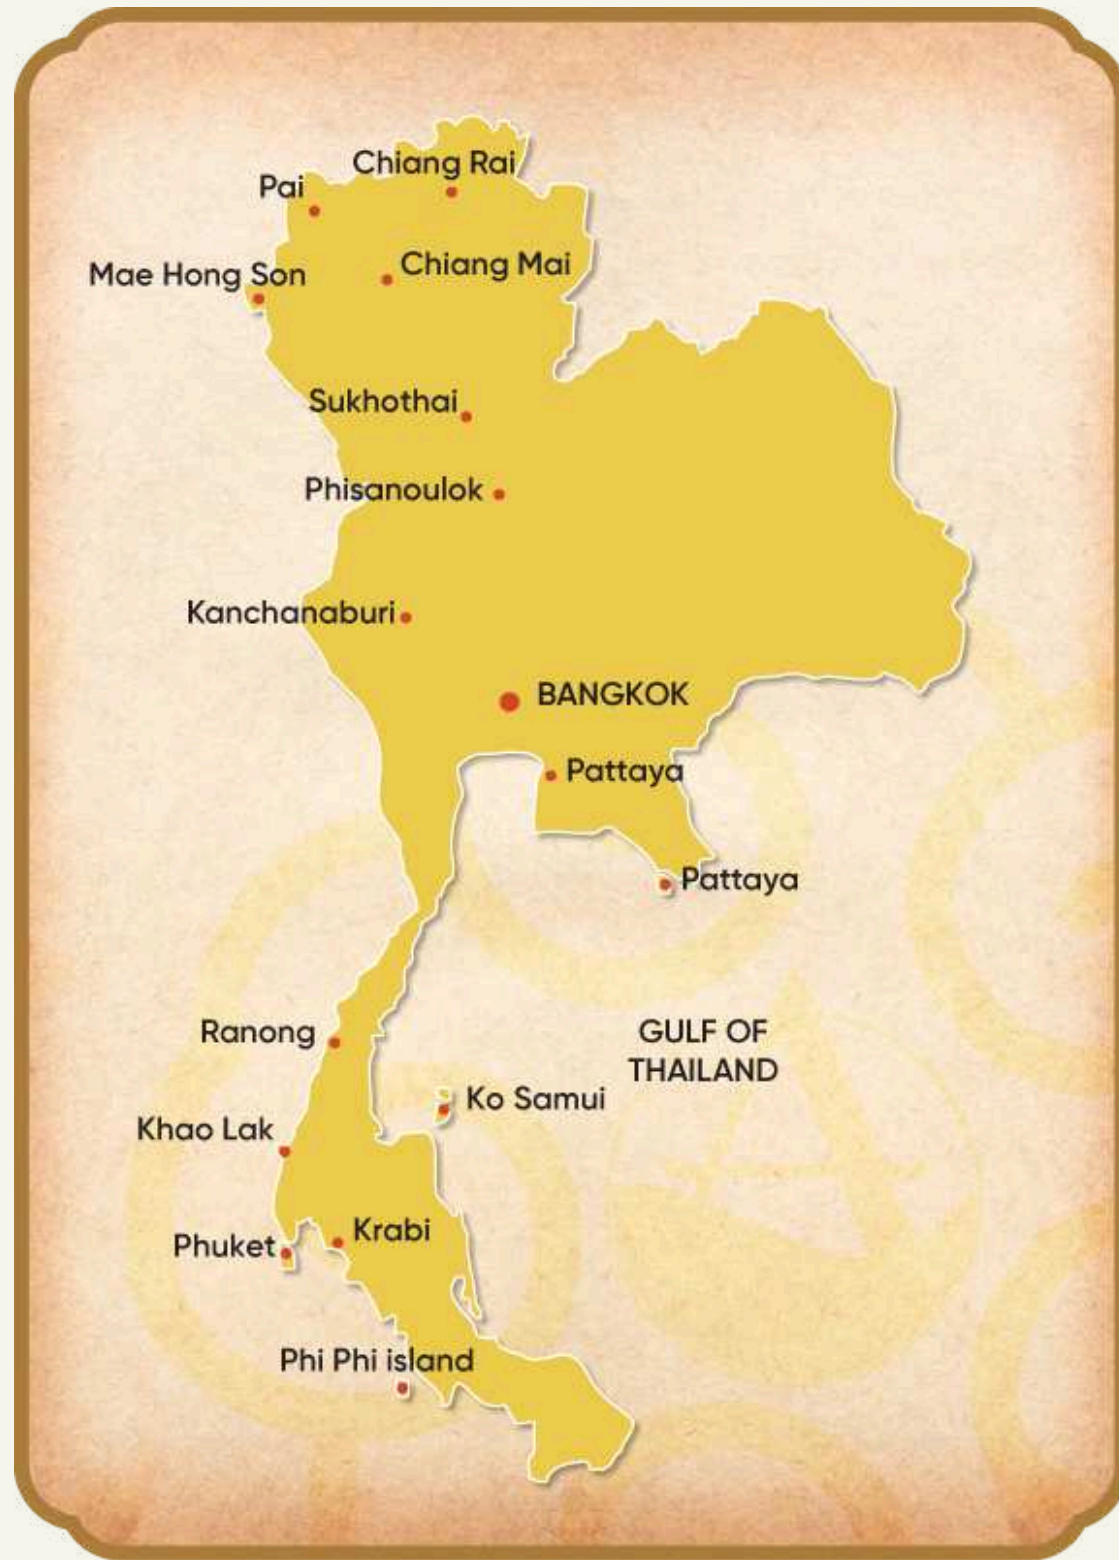 Chiang Rai
Pai
Chiang Mai
Mae Hong Son
Sukhothai
Phisanoulok
Kanchanaburi
BANGKOK
Pattaya
Pattaya
Ranong
GULF OF
THAILAND
Ko Samui
Khao Lak
Krabi
Phuket
Phi Phi island